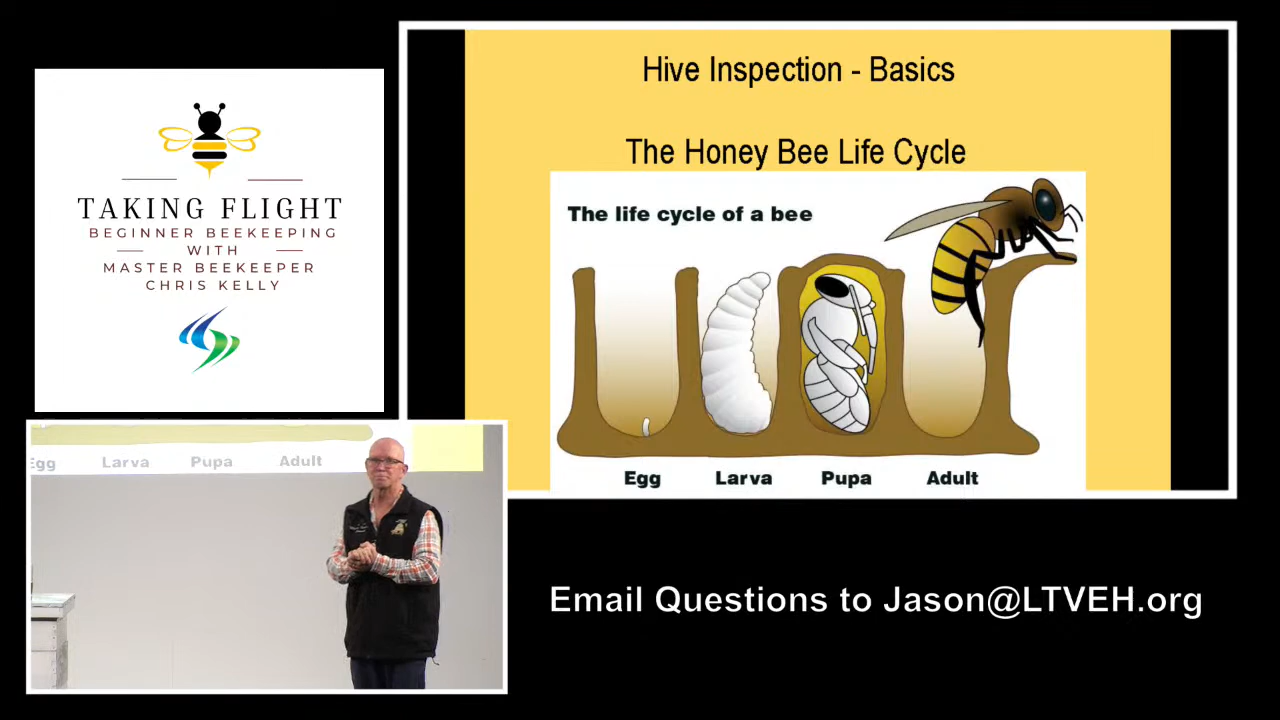 TAKING FLIGHT
BEGINNER BEEKEEPING
WITH
MASTER BEEKEEPER
CHRIS KELLY
Hive Inspection - Basics
The Honey Bee Life Cycle
The life cycle of a bee
Egg Larva Pupa Adult
Egg Larva Pupa Adult
Email Questions to Jason@LTVEH.org